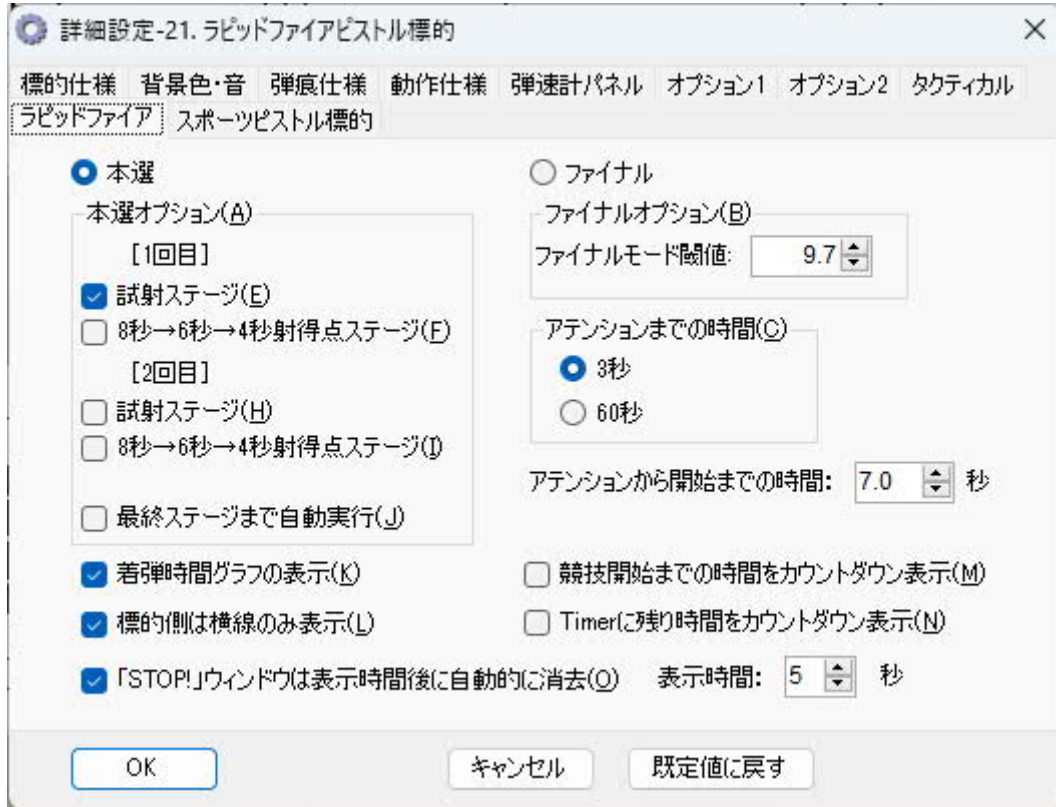 詳細設定-21. ラピッドファイアピストル標的
標的仕様 背景色・音 弾痕仕様 動作仕様 弾速計パネル オプション1 オプション2 タクティカル
ラピッドファイア スポーツピストル標的
本選 ファイナル
本選オプション(A) ファイナルオプション(B)
[1回目] ファイナルモード閾値: 9.7
試射ステージ(E)
8秒→6秒→4秒射得点ステージ(F) アテンションまでの時間(C)
[2回目] 3秒
試射ステージ(H) 60秒
8秒→6秒→4秒射得点ステージ(I)
アテンションから開始までの時間: 7.0 秒
最終ステージまで自動実行(J)
着弾時間グラフの表示(K) 競技開始までの時間をカウントダウン表示(M)
標的側は横線のみ表示(L) Timerに残り時間をカウントダウン表示(N)
「STOP!」ウィンドウは表示時間後に自動的に消去(O) 表示時間: 5 秒
OK キャンセル 既定値に戻す